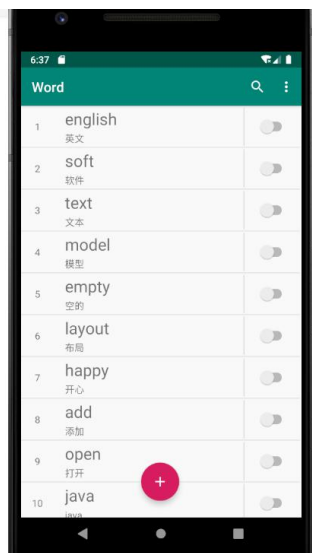 6:37
Word
1 english
英文
2 soft
软件
3 text
文本
4 model
模型
5 empty
空的
6 layout
布局
7 happy
开心
8 add
添加
9 open
打开
+
10 java
java